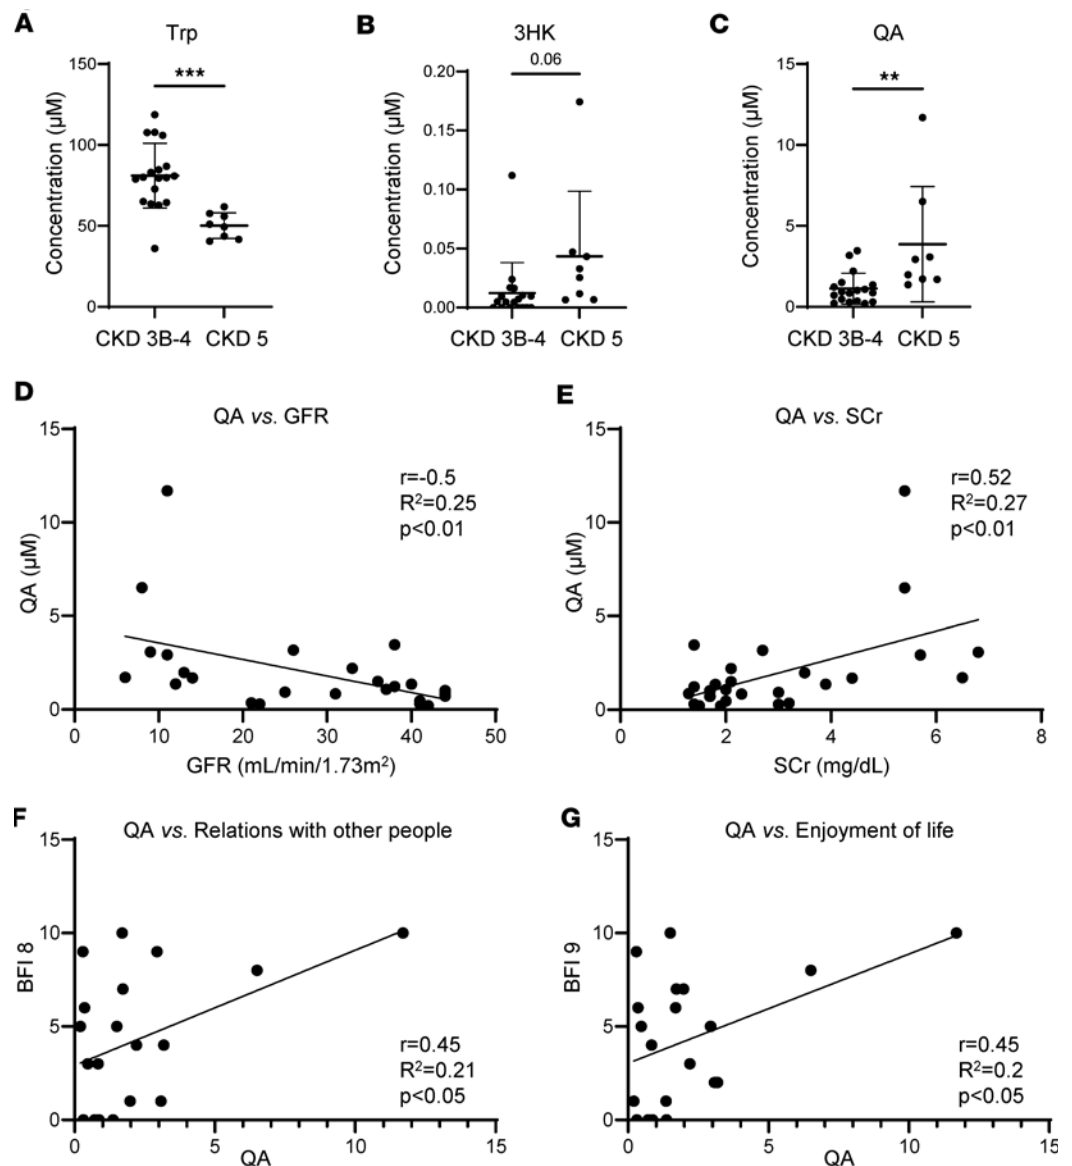 A
Trp
***
150
100
50
0
Concentration (µM)
CKD 3B-4
CKD 5
B
3HK
0.06
0.20
0.15
0.10
0.05
0.00
Concentration (µM)
CKD 3B-4
CKD 5
C
QA
**
15
10
5
0
Concentration (µM)
CKD 3B-4
CKD 5
D
QA vs. GFR
15
10
5
0
QA (µM)
r=-0.5
R²=0.25
p<0.01
0 10 20 30 40 50
GFR (mL/min/1.73m²)
E
QA vs. SCr
15
10
5
0
QA (µM)
r=0.52
R²=0.27
p<0.01
0 2 4 6 8
SCr (mg/dL)
F
QA vs. Relations with other people
15
10
5
0
BFI 8
r=0.45
R²=0.21
p<0.05
0 5 10 15
QA
G
QA vs. Enjoyment of life
15
10
5
0
BFI 9
r=0.45
R²=0.2
p<0.05
0 5 10 15
QA